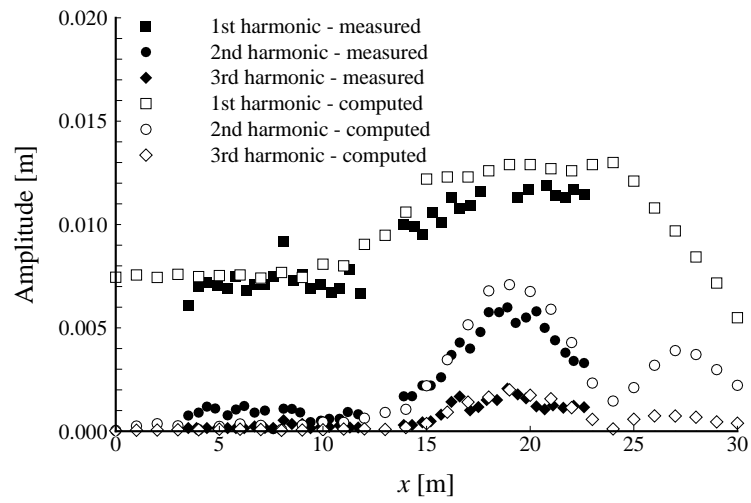 0.020
0.015
0.010
0.005
0.000
Amplitude [m]
1st harmonic - measured
2nd harmonic - measured
3rd harmonic - measured
1st harmonic - computed
2nd harmonic - computed
3rd harmonic - computed
0 5 10 15 20 25 30
x [m]